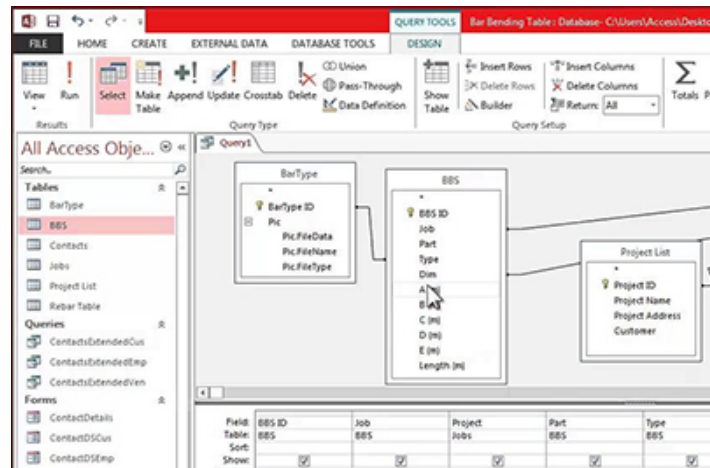 QUERY TOOLS Bar Bending Table : Database- C:\Users\Access\Deskto
FILE HOME CREATE EXTERNAL DATA DATABASE TOOLS DESIGN
View Run Select Make Table Append Update Crosstab Delete
Union
Pass-Through
Data Definition
Show Table
Insert Rows
Delete Rows
Builder
Insert Columns
Delete Columns
Return: All
Totals
Results Query Type Query Setup
All Access Obje...
Search..
Tables
BarType
BBS
Contacts
Jobs
Project List
Rebar Table
Queries
ContactsExtendedCus
ContactsExtendedEmp
ContactsExtendedVen
Forms
ContactDetails
ContactDSCus
ContactDSEmp
Query1
BarType
*
BarType ID
Pic
Pic.FileData
Pic.FileName
Pic.FileType
BBS
*
BBS ID
Job
Part
Type
Dim
C (m)
D (m)
E (m)
Length (m)
Project List
*
Project ID
Project Name
Project Address
Customer
Field: BBS ID Job Project Part Type
Table: BBS BBS Jobs BBS BBS
Sort:
Show: